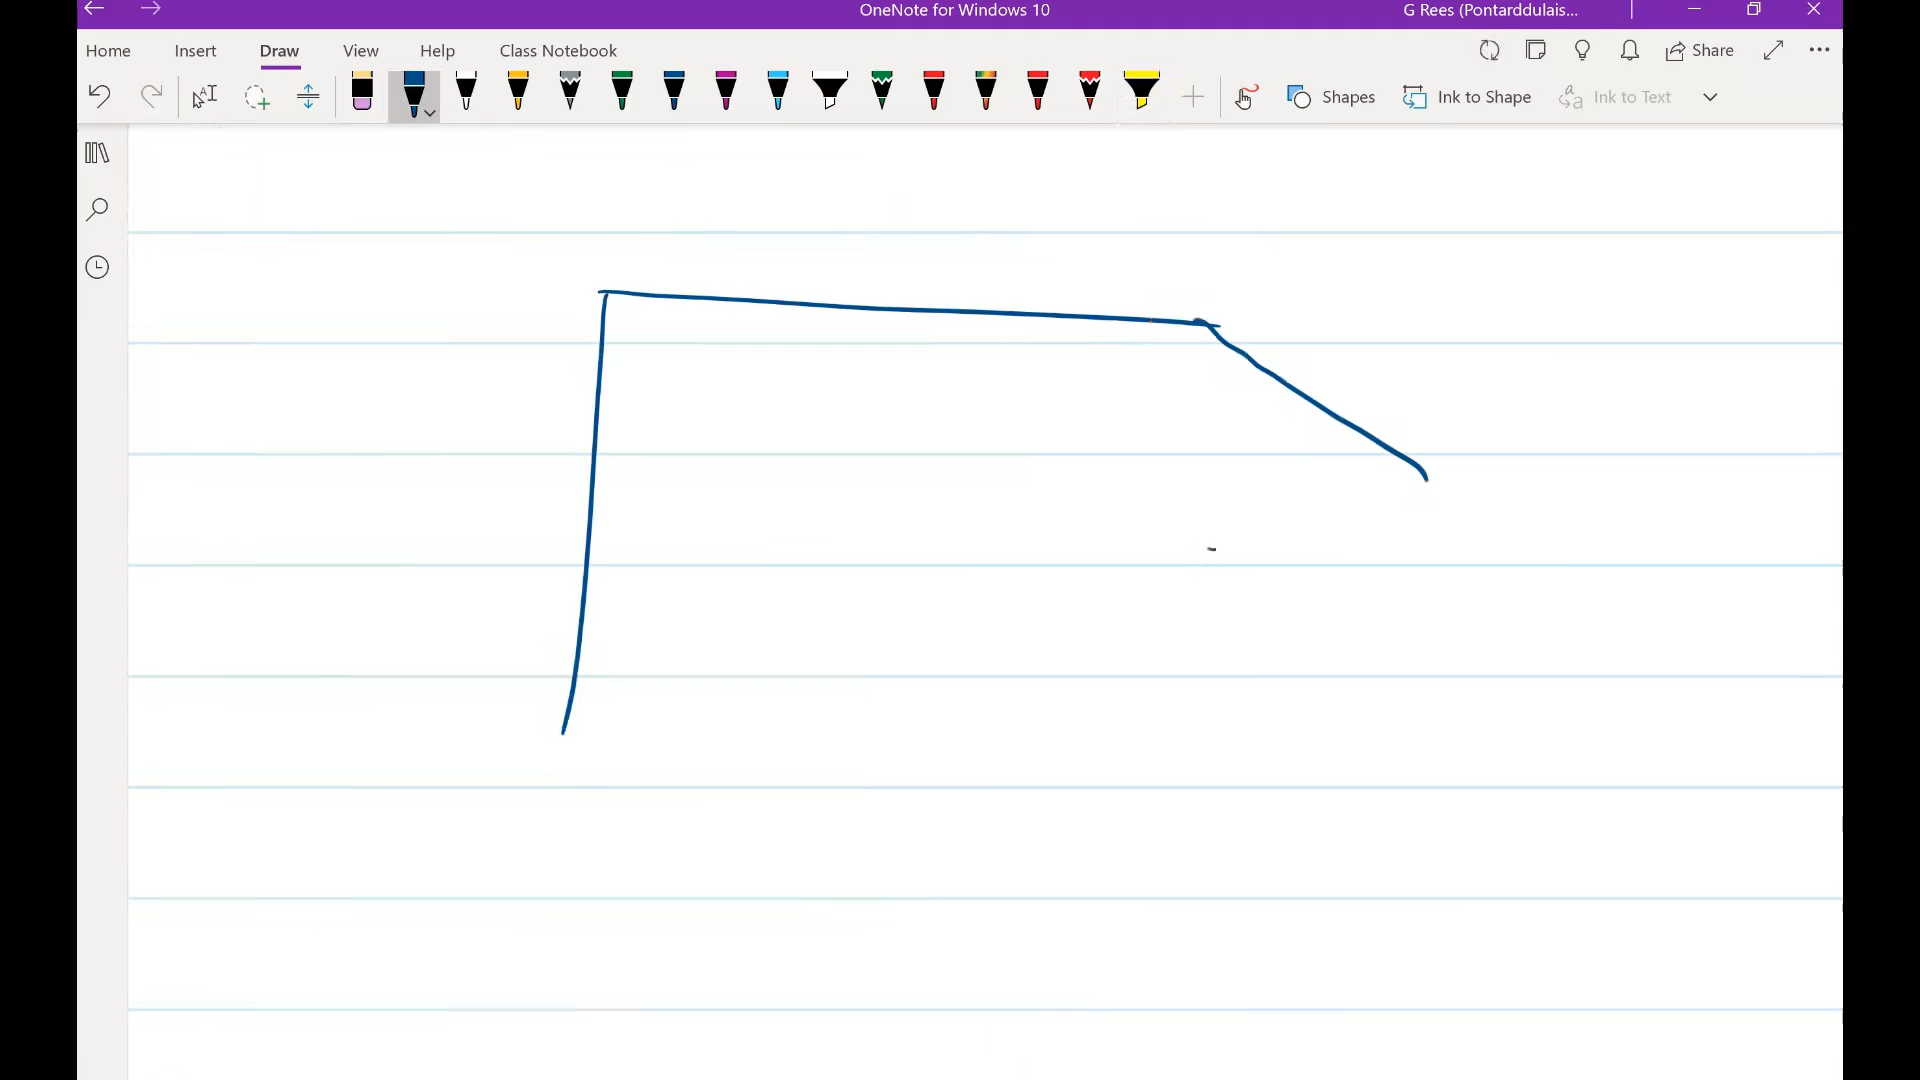 OneNote for Windows 10
G Rees (Pontarddulais...
Home Insert Draw View Help Class Notebook
Share
Shapes Ink to Shape Ink to Text